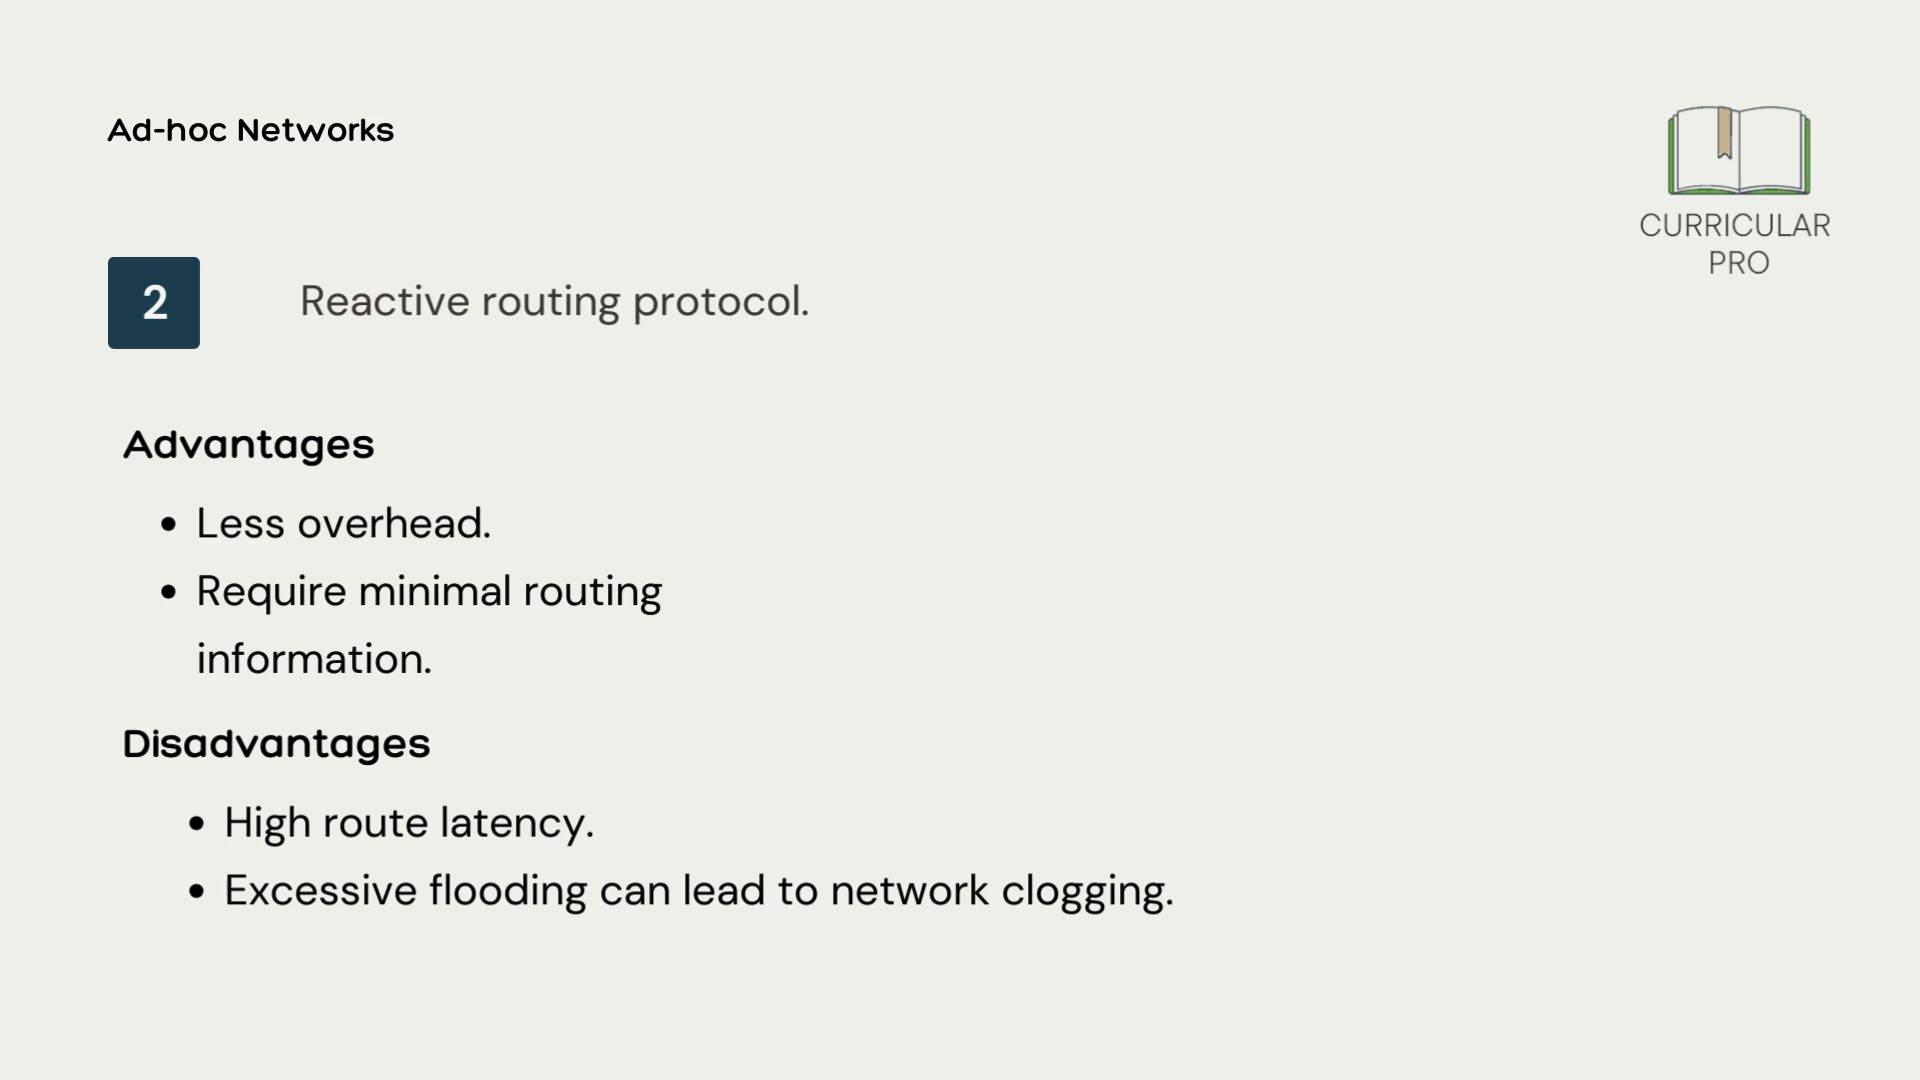 Ad-hoc Networks
CURRICULAR
PRO
2
Reactive routing protocol.
Advantages
• Less overhead.
• Require minimal routing
information.
Disadvantages
• High route latency.
• Excessive flooding can lead to network clogging.